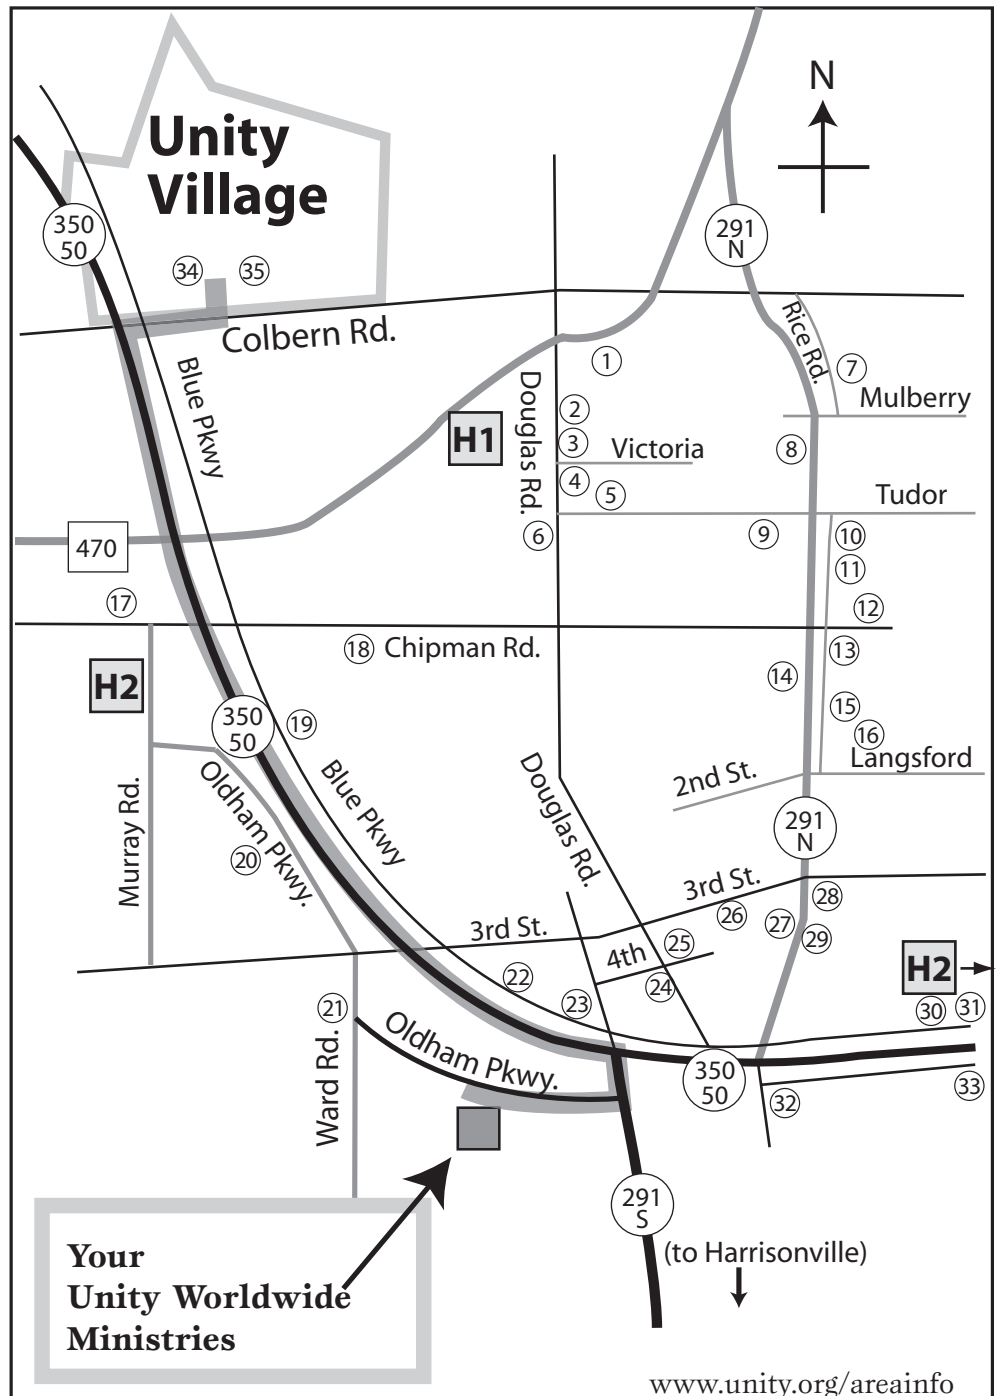 N
Unity
Village
350
50
291
N
34
35
Colbern Rd.
Rice Rd.
Blue Pkwy
1
7
Douglas Rd.
2
Mulberry
H1
3
Victoria
8
4
5
Tudor
6
9
10
470
11
17
12
18
Chipman Rd.
13
H2
14
15
350
50
19
16
Langsford
Oldham Pkwy.
Blue Pkwy
Douglas Rd.
2nd St.
Murray Rd.
291
N
20
3rd St.
28
26
27
3rd St.
25
29
4th
H2
22
24
21
23
30
31
Oldham Pkwy.
Ward Rd.
350
50
33
32
291
S
(to Harrisonville)
Your
Unity Worldwide
Ministries
www.unity.org/areainfo